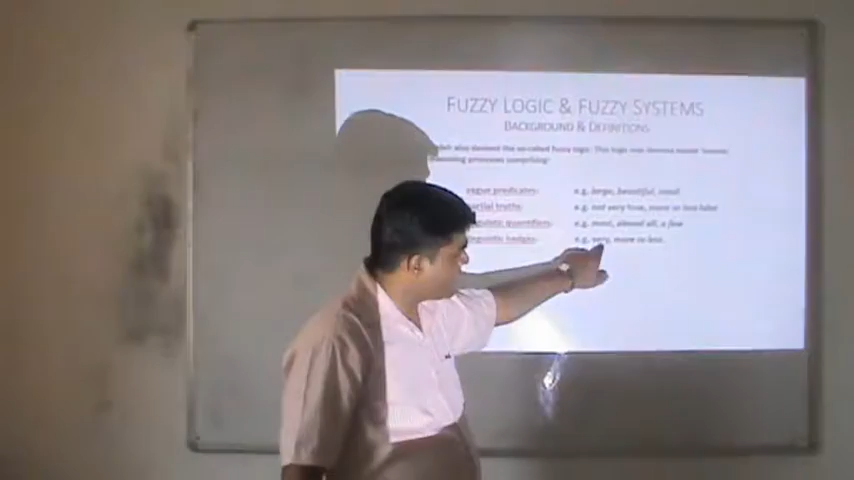 FUZZY LOGIC & FUZZY SYSTEMS
BACKGROUND & DEFINITIONS
also devised the so-called fuzzy logic. This logic was devised model 'human'
reasoning processes comprising:
vague predicates: e.g. large, beautiful, small
partial truths: e.g. not very true, more or less false
linguistic quantifiers: e.g. most, almost all, a few
linguistic hedges: e.g. very, more or less.